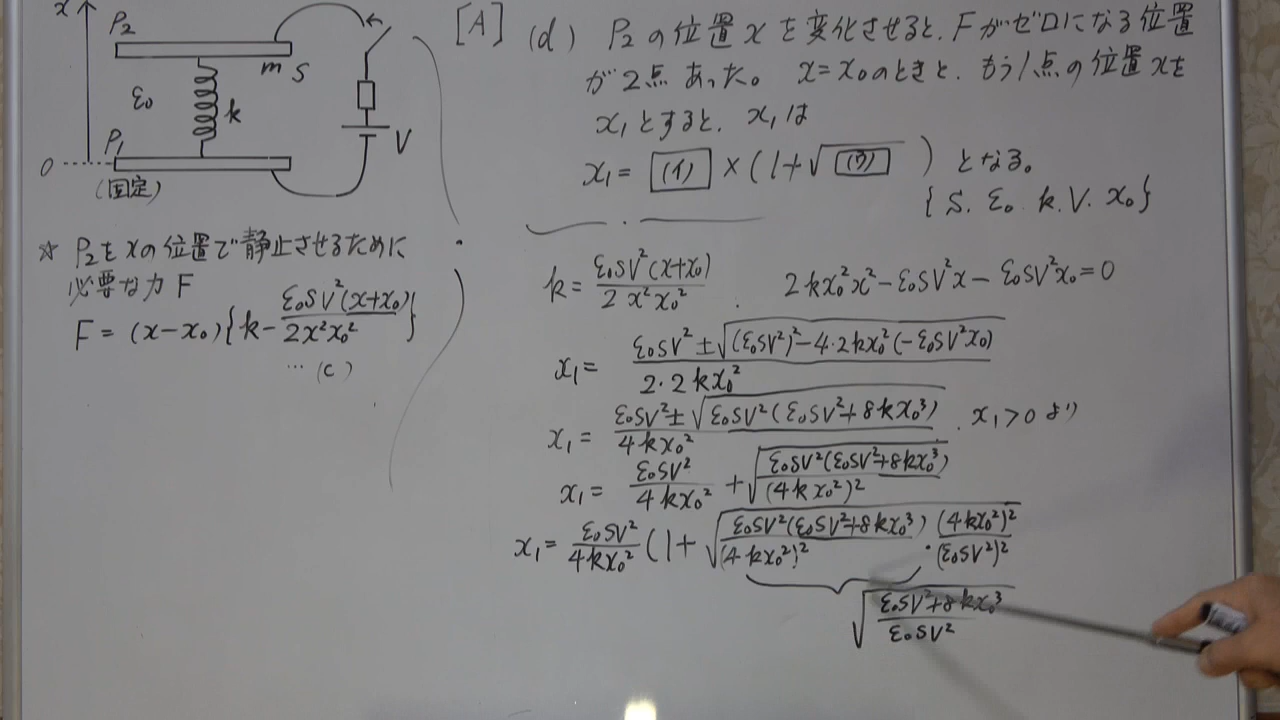 x
P₂
m S
ε₀
k
V
P₁
0
(固定)
☆ P₂をxの位置で静止させるために
必要な力 F
F = (x−x₀){k−ε₀SV²(x+x₀)/2x²x₀²}
… (c)
[A] (d) P₂の位置xを変化させると、Fがゼロになる位置
が2点あった。 x=x₀のときと、もう1点の位置xを
x₁とすると、x₁は
x₁= (イ) ×(1+√(ウ) ) となる。
{S. ε₀. k. V. x₀}
k= ε₀SV²(x+x₀)/2x²x₀² . 2kx₀²x²−ε₀SV²x−ε₀SV²x₀=0
x₁= ε₀SV²±√(ε₀SV²)²−4・2kx₀²(−ε₀SV²x₀)/2・2kx₀²
x₁= ε₀SV²±√ε₀SV²(ε₀SV²+8kx₀³)/4kx₀² . x₁>0 より
x₁= ε₀SV²/4kx₀² +√ε₀SV²(ε₀SV²+8kx₀³)/(4kx₀²)²
x₁= ε₀SV²/4kx₀² (1+√ε₀SV²(ε₀SV²+8kx₀³)/(4kx₀²)² ・(4kx₀²)²/(ε₀SV²)²
√ε₀SV²+8kx₀³/ε₀SV²